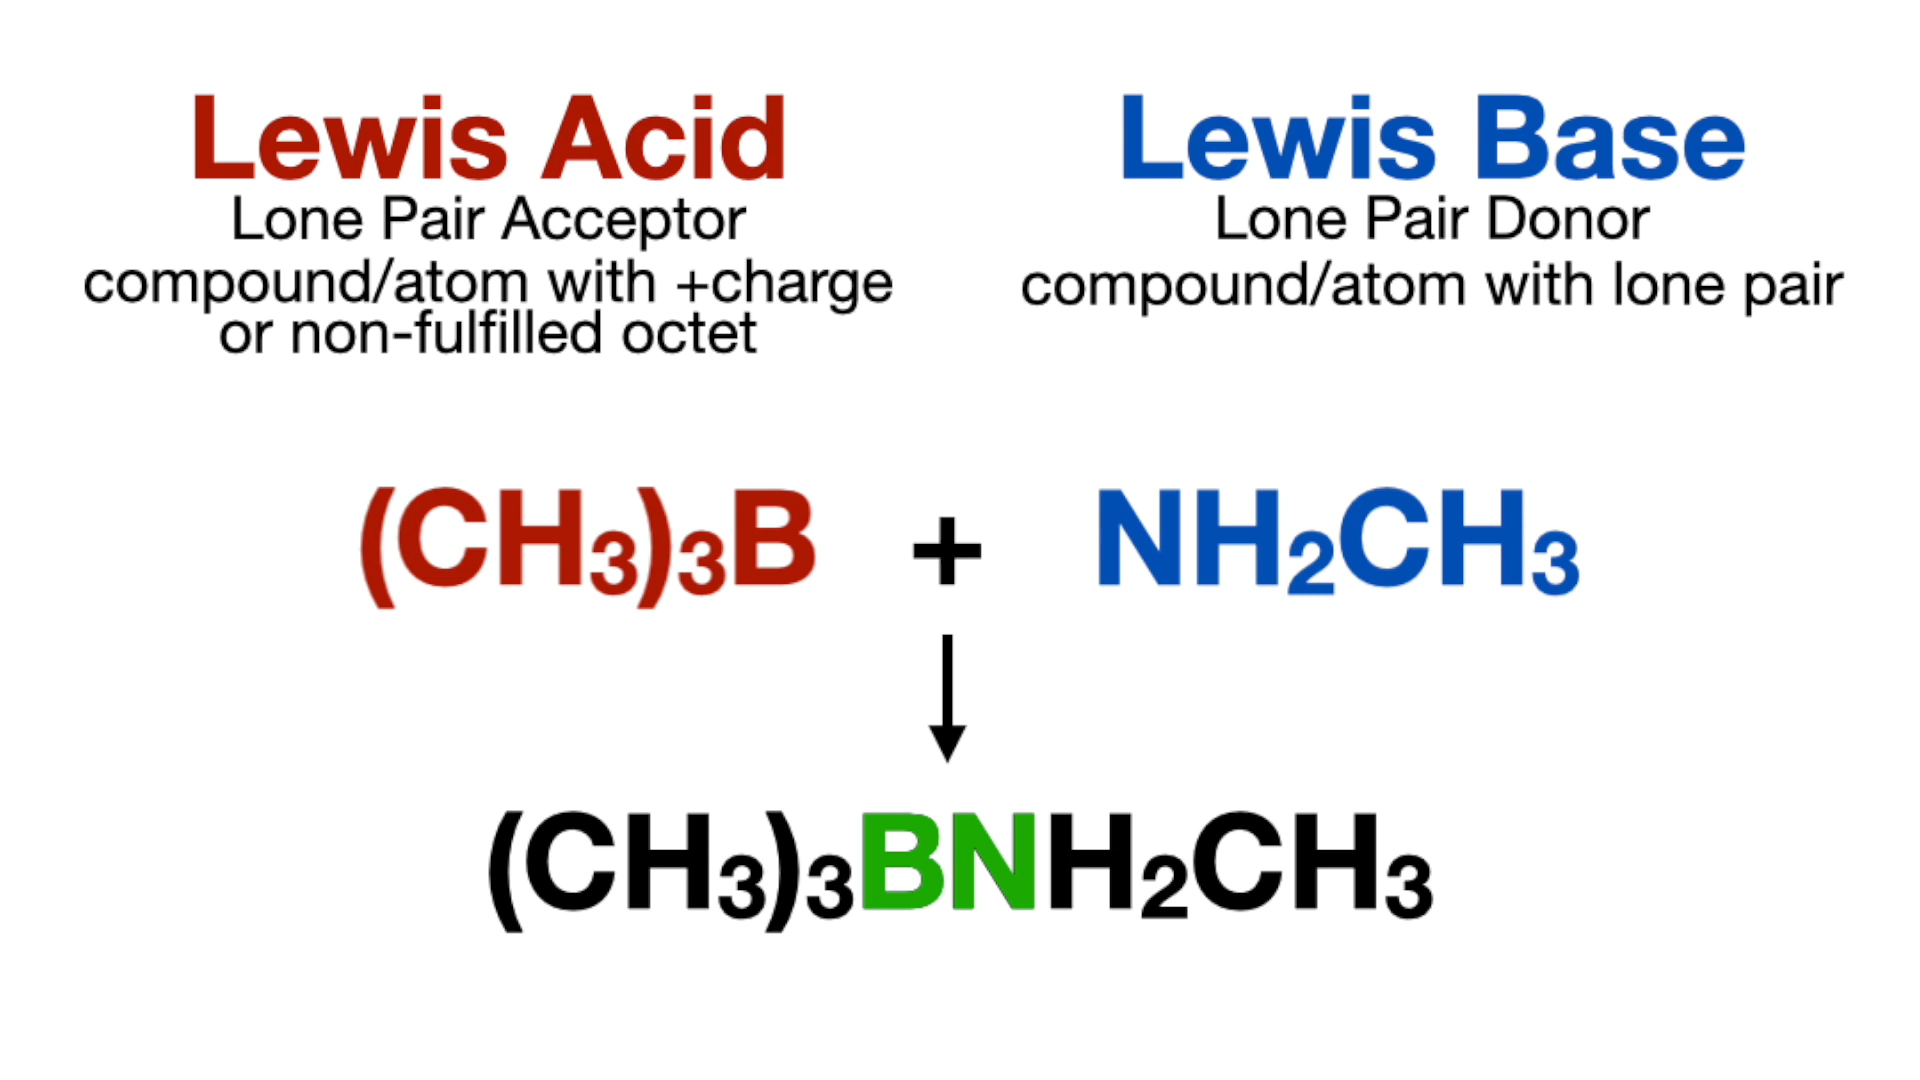 Lewis Acid
Lone Pair Acceptor
compound/atom with +charge
or non-fulfilled octet
Lewis Base
Lone Pair Donor
compound/atom with lone pair
(CH₃)₃B + NH₂CH₃
(CH₃)₃BNH₂CH₃